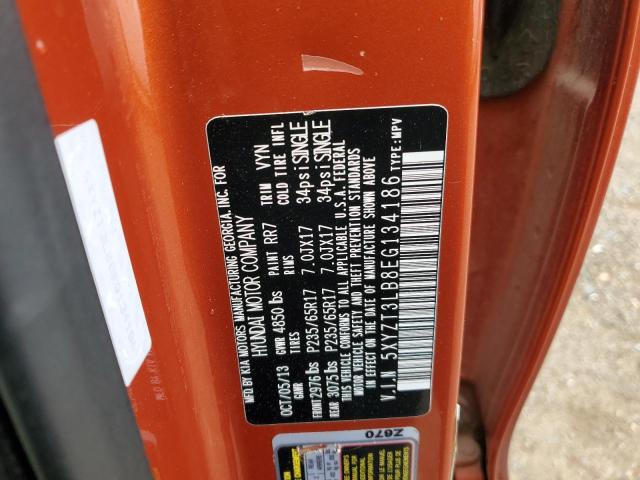 MFD BY KIA MOTORS MANUFACTURING GEORGIA, INC. FOR
HYUNDAI MOTOR COMPANY
OCT/05/13 PAINT RR7 TRIM VYN
GVWR 4850 lbs
GAWR TIRES RIMS COLD TIRE INFL
FRONT 2976 lbs P235/65R17 7.0JX17 34psi SINGLE
REAR 3075 lbs P235/65R17 7.0JX17 34psi SINGLE
THIS VEHICLE CONFORMS TO ALL APPLICABLE U.S.A. FEDERAL
MOTOR VEHICLE SAFETY AND THEFT PREVENTION STANDARDS
IN EFFECT ON THE DATE OF MANUFACTURE SHOWN ABOVE
V.I.N 5XYZT3LB8EG134186 TYPE:MPV
Z670